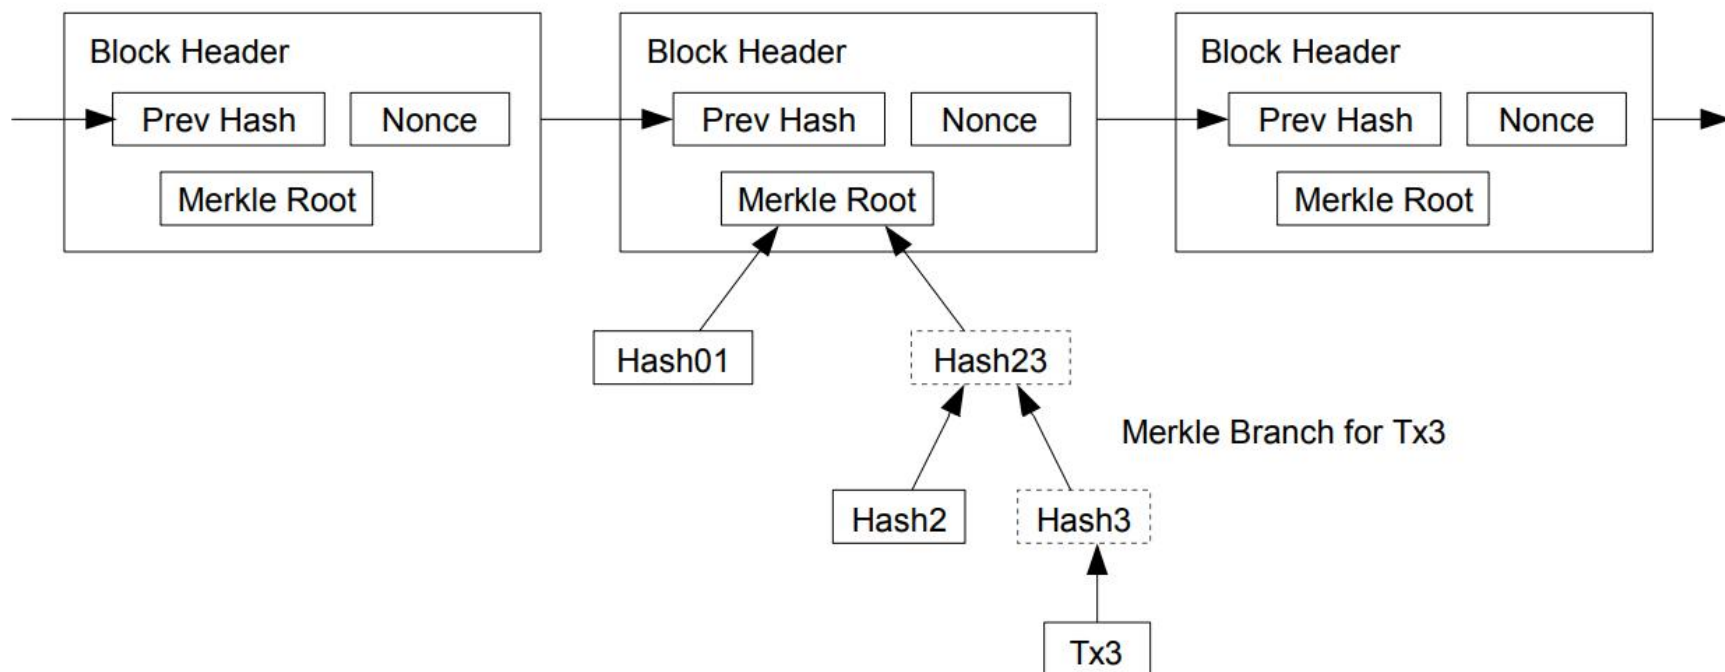 Block Header
Block Header
Block Header
Prev Hash
Nonce
Prev Hash
Nonce
Prev Hash
Nonce
Merkle Root
Merkle Root
Merkle Root
Hash01
Hash23
Merkle Branch for Tx3
Hash2
Hash3
Tx3